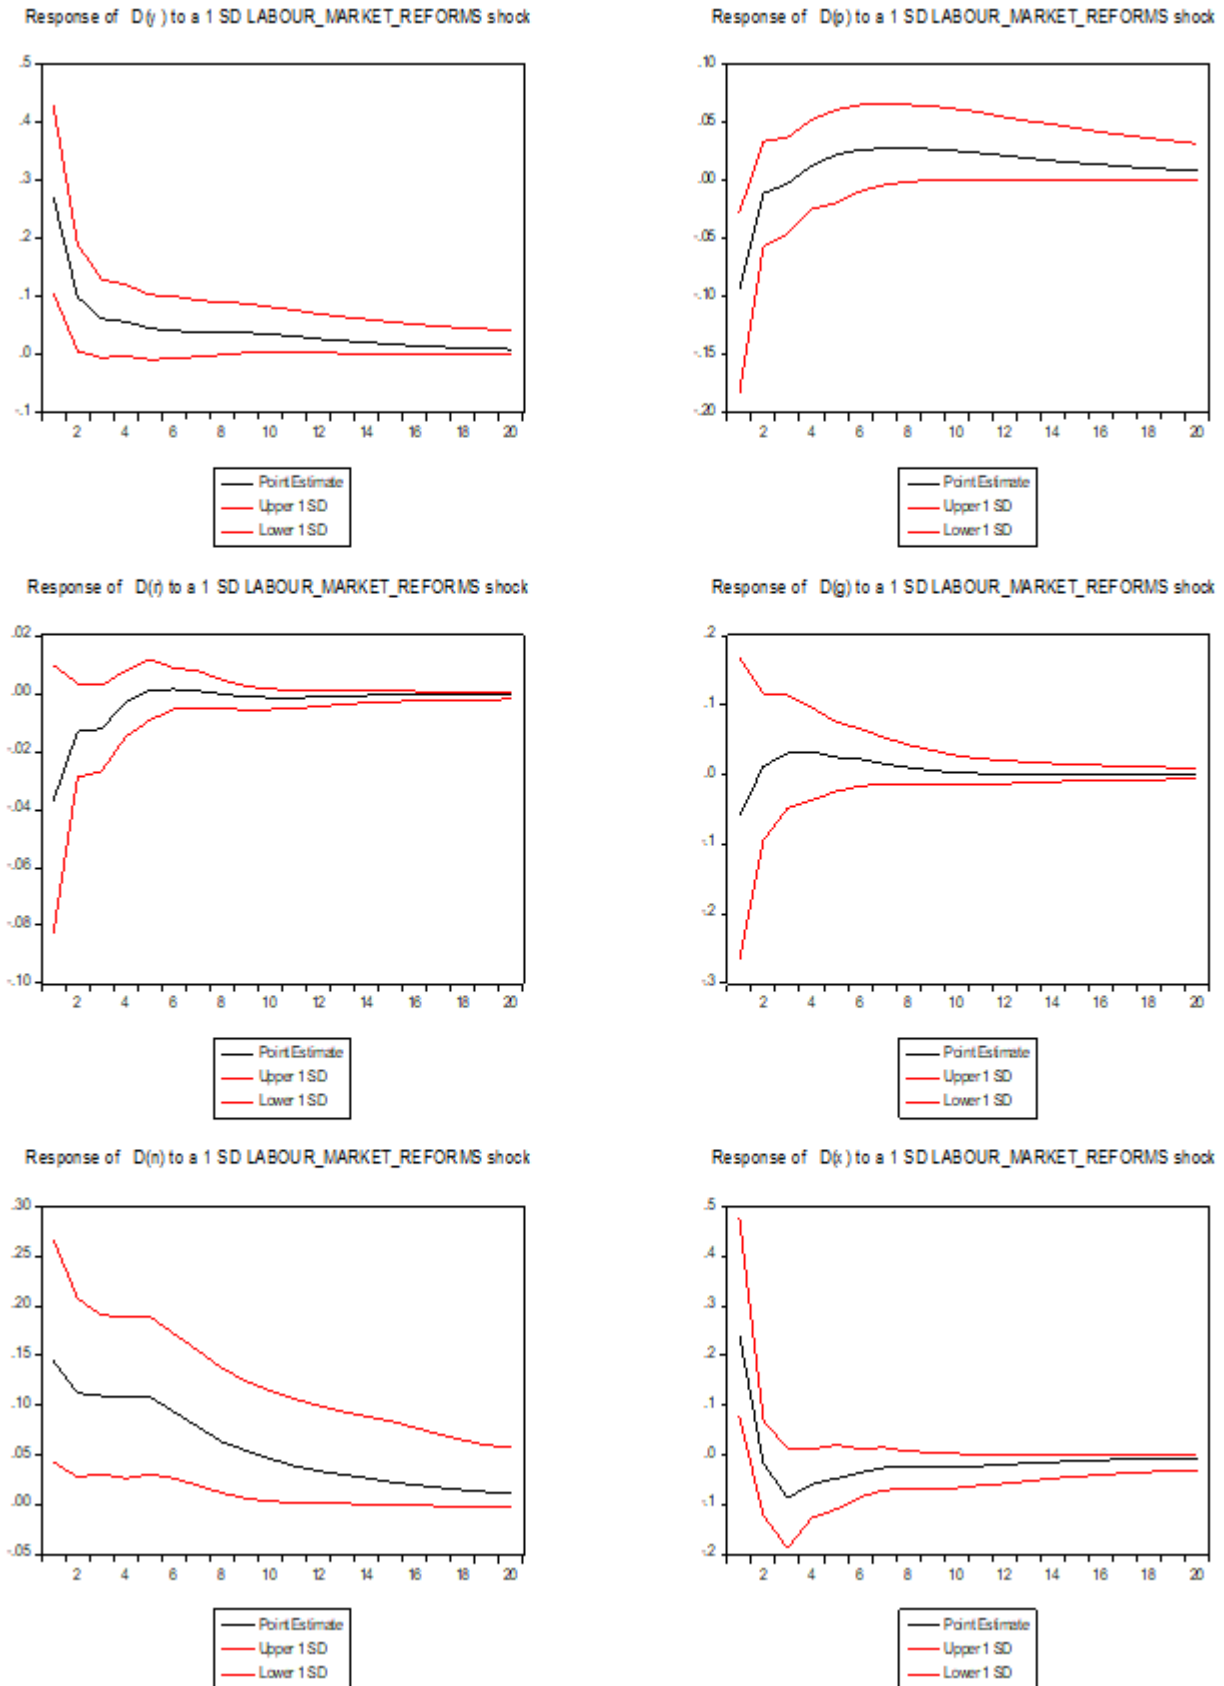 Response of D(y) to a 1 SD LABOUR_MARKET_REFORMS shock
.5
.4
.3
.2
.1
.0
-.1
2 4 6 8 10 12 14 16 18 20
Point Estimate
Upper 1 SD
Lower 1 SD
Response of D(p) to a 1 SD LABOUR_MARKET_REFORMS shock
.10
.05
.00
-.05
-.10
-.15
-.20
2 4 6 8 10 12 14 16 18 20
Point Estimate
Upper 1 SD
Lower 1 SD
Response of D(r) to a 1 SD LABOUR_MARKET_REFORMS shock
.02
.00
-.02
-.04
-.06
-.08
-.10
2 4 6 8 10 12 14 16 18 20
Point Estimate
Upper 1 SD
Lower 1 SD
Response of D(g) to a 1 SD LABOUR_MARKET_REFORMS shock
.2
.1
.0
-.1
-.2
-.3
2 4 6 8 10 12 14 16 18 20
Point Estimate
Upper 1 SD
Lower 1 SD
Response of D(n) to a 1 SD LABOUR_MARKET_REFORMS shock
.30
.25
.20
.15
.10
.05
.00
-.05
2 4 6 8 10 12 14 16 18 20
Point Estimate
Upper 1 SD
Lower 1 SD
Response of D(x) to a 1 SD LABOUR_MARKET_REFORMS shock
.5
.4
.3
.2
.1
.0
-.1
-.2
2 4 6 8 10 12 14 16 18 20
Point Estimate
Upper 1 SD
Lower 1 SD